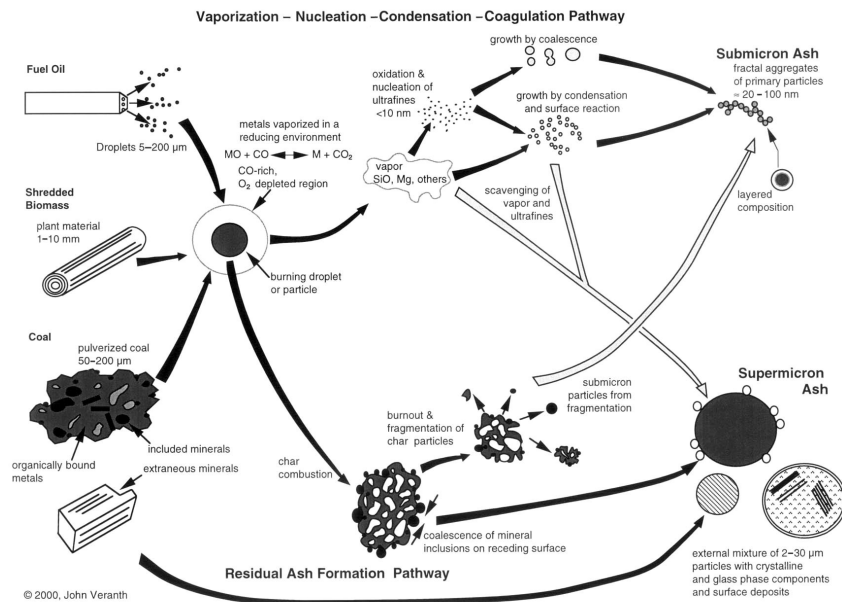 Vaporization – Nucleation –Condensation –Coagulation Pathway
Fuel Oil
Droplets 5–200 µm
Shredded
Biomass
plant material
1–10 mm
Coal
pulverized coal
50–200 µm
included minerals
organically bound
metals
extraneous minerals
metals vaporized in a
reducing environment
MO + CO M + CO₂
CO-rich,
O₂ depleted region
burning droplet
or particle
oxidation &
nucleation of
ultrafines
<10 nm
vapor
SiO, Mg, others
growth by coalescence
growth by condensation
and surface reaction
scavenging of
vapor and
ultrafines
Submicron Ash
fractal aggregates
of primary particles
≈ 20 – 100 nm
layered
composition
char
combustion
burnout &
fragmentation of
char particles
submicron
particles from
fragmentation
coalescence of mineral
inclusions on receding surface
Supermicron
Ash
external mixture of 2–30 µm
particles with crystalline
and glass phase components
and surface deposits
Residual Ash Formation Pathway
© 2000, John Veranth